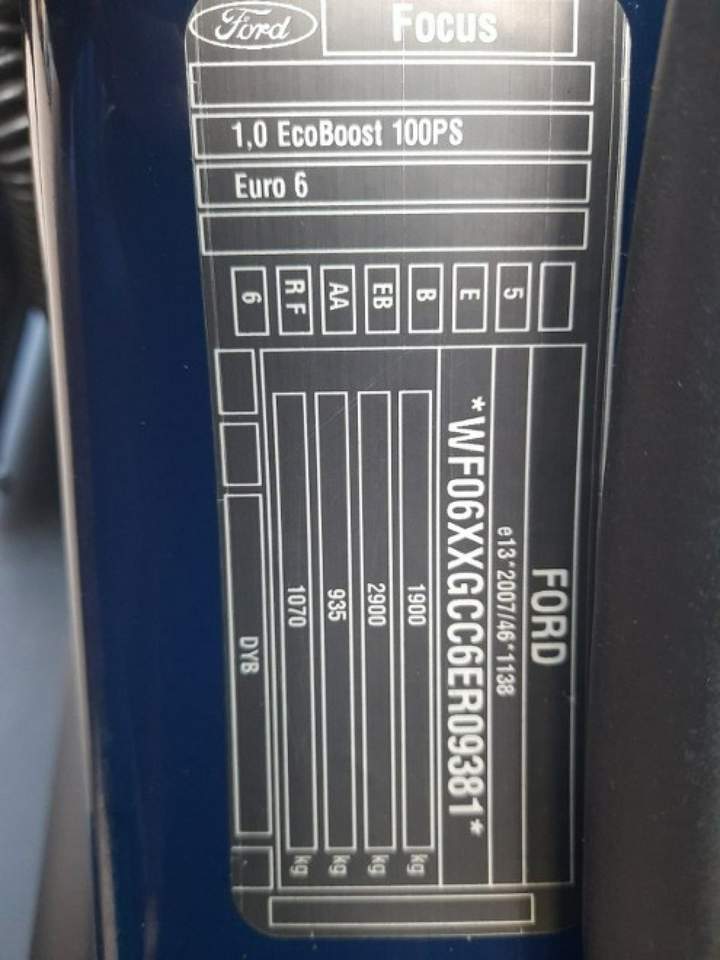 Ford
Focus
1,0 EcoBoost 100PS
Euro 6
6 RF AA EB B E 5
FORD
e13*2007/46*1138
*WF06XXGCC6ER09381*
1900 kg
2900 kg
935 kg
1070 kg
DYB